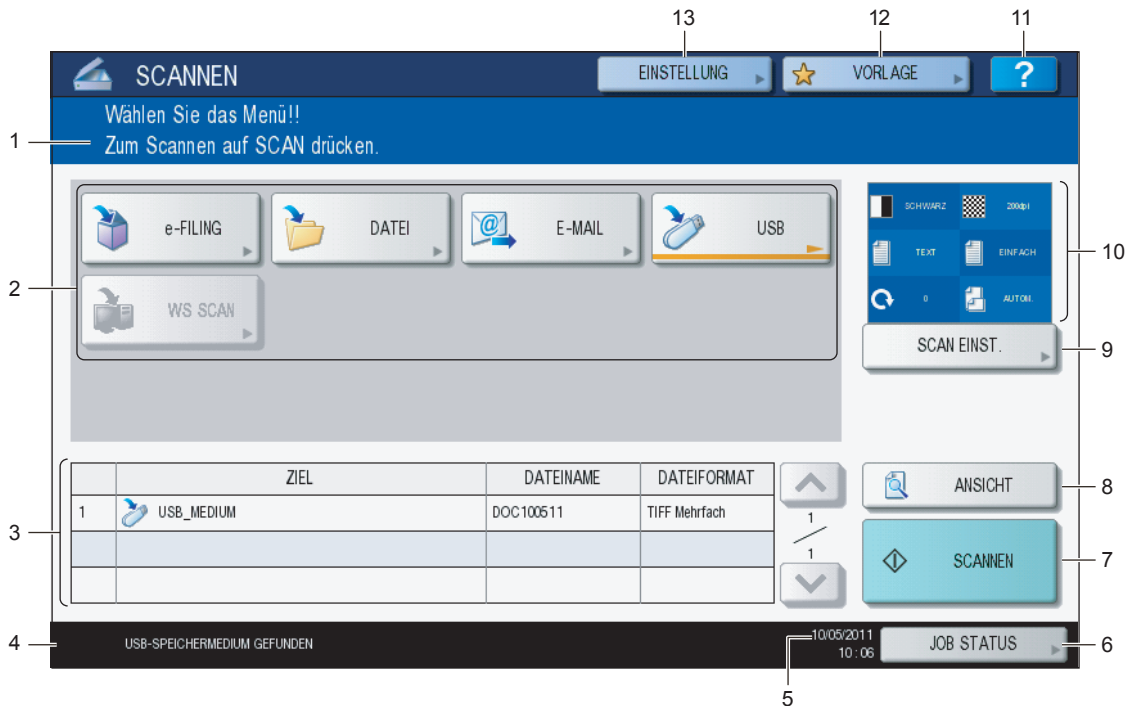 13 12 11
SCANNEN EINSTELLUNG VORLAGE ?
Wählen Sie das Menü!!
1 Zum Scannen auf SCAN drücken.
SCHWARZ 200dpi
e-FILING DATEI E-MAIL USB
TEXT EINFACH 10
2 0 AUTOM.
WS SCAN
SCAN EINST. 9
ZIEL DATEINAME DATEIFORMAT
ANSICHT 8
1 USB_MEDIUM DOC100511 TIFF Mehrfach
1
3
1
SCANNEN 7
4 USB-SPEICHERMEDIUM GEFUNDEN 10/05/2011
10:06 JOB STATUS 6
5